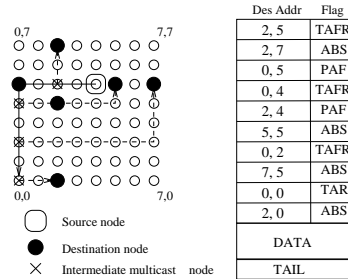 0,7
7,7
0,0
7,0
Source node
Destination node
Intermediate multicast node
Des Addr Flag
2, 5 TAFR
2, 7 ABS
0, 5 PAF
0, 4 TAFR
2, 4 PAF
5, 5 ABS
0, 2 TAFR
7, 5 ABS
0, 0 TAR
2, 0 ABS
DATA
TAIL